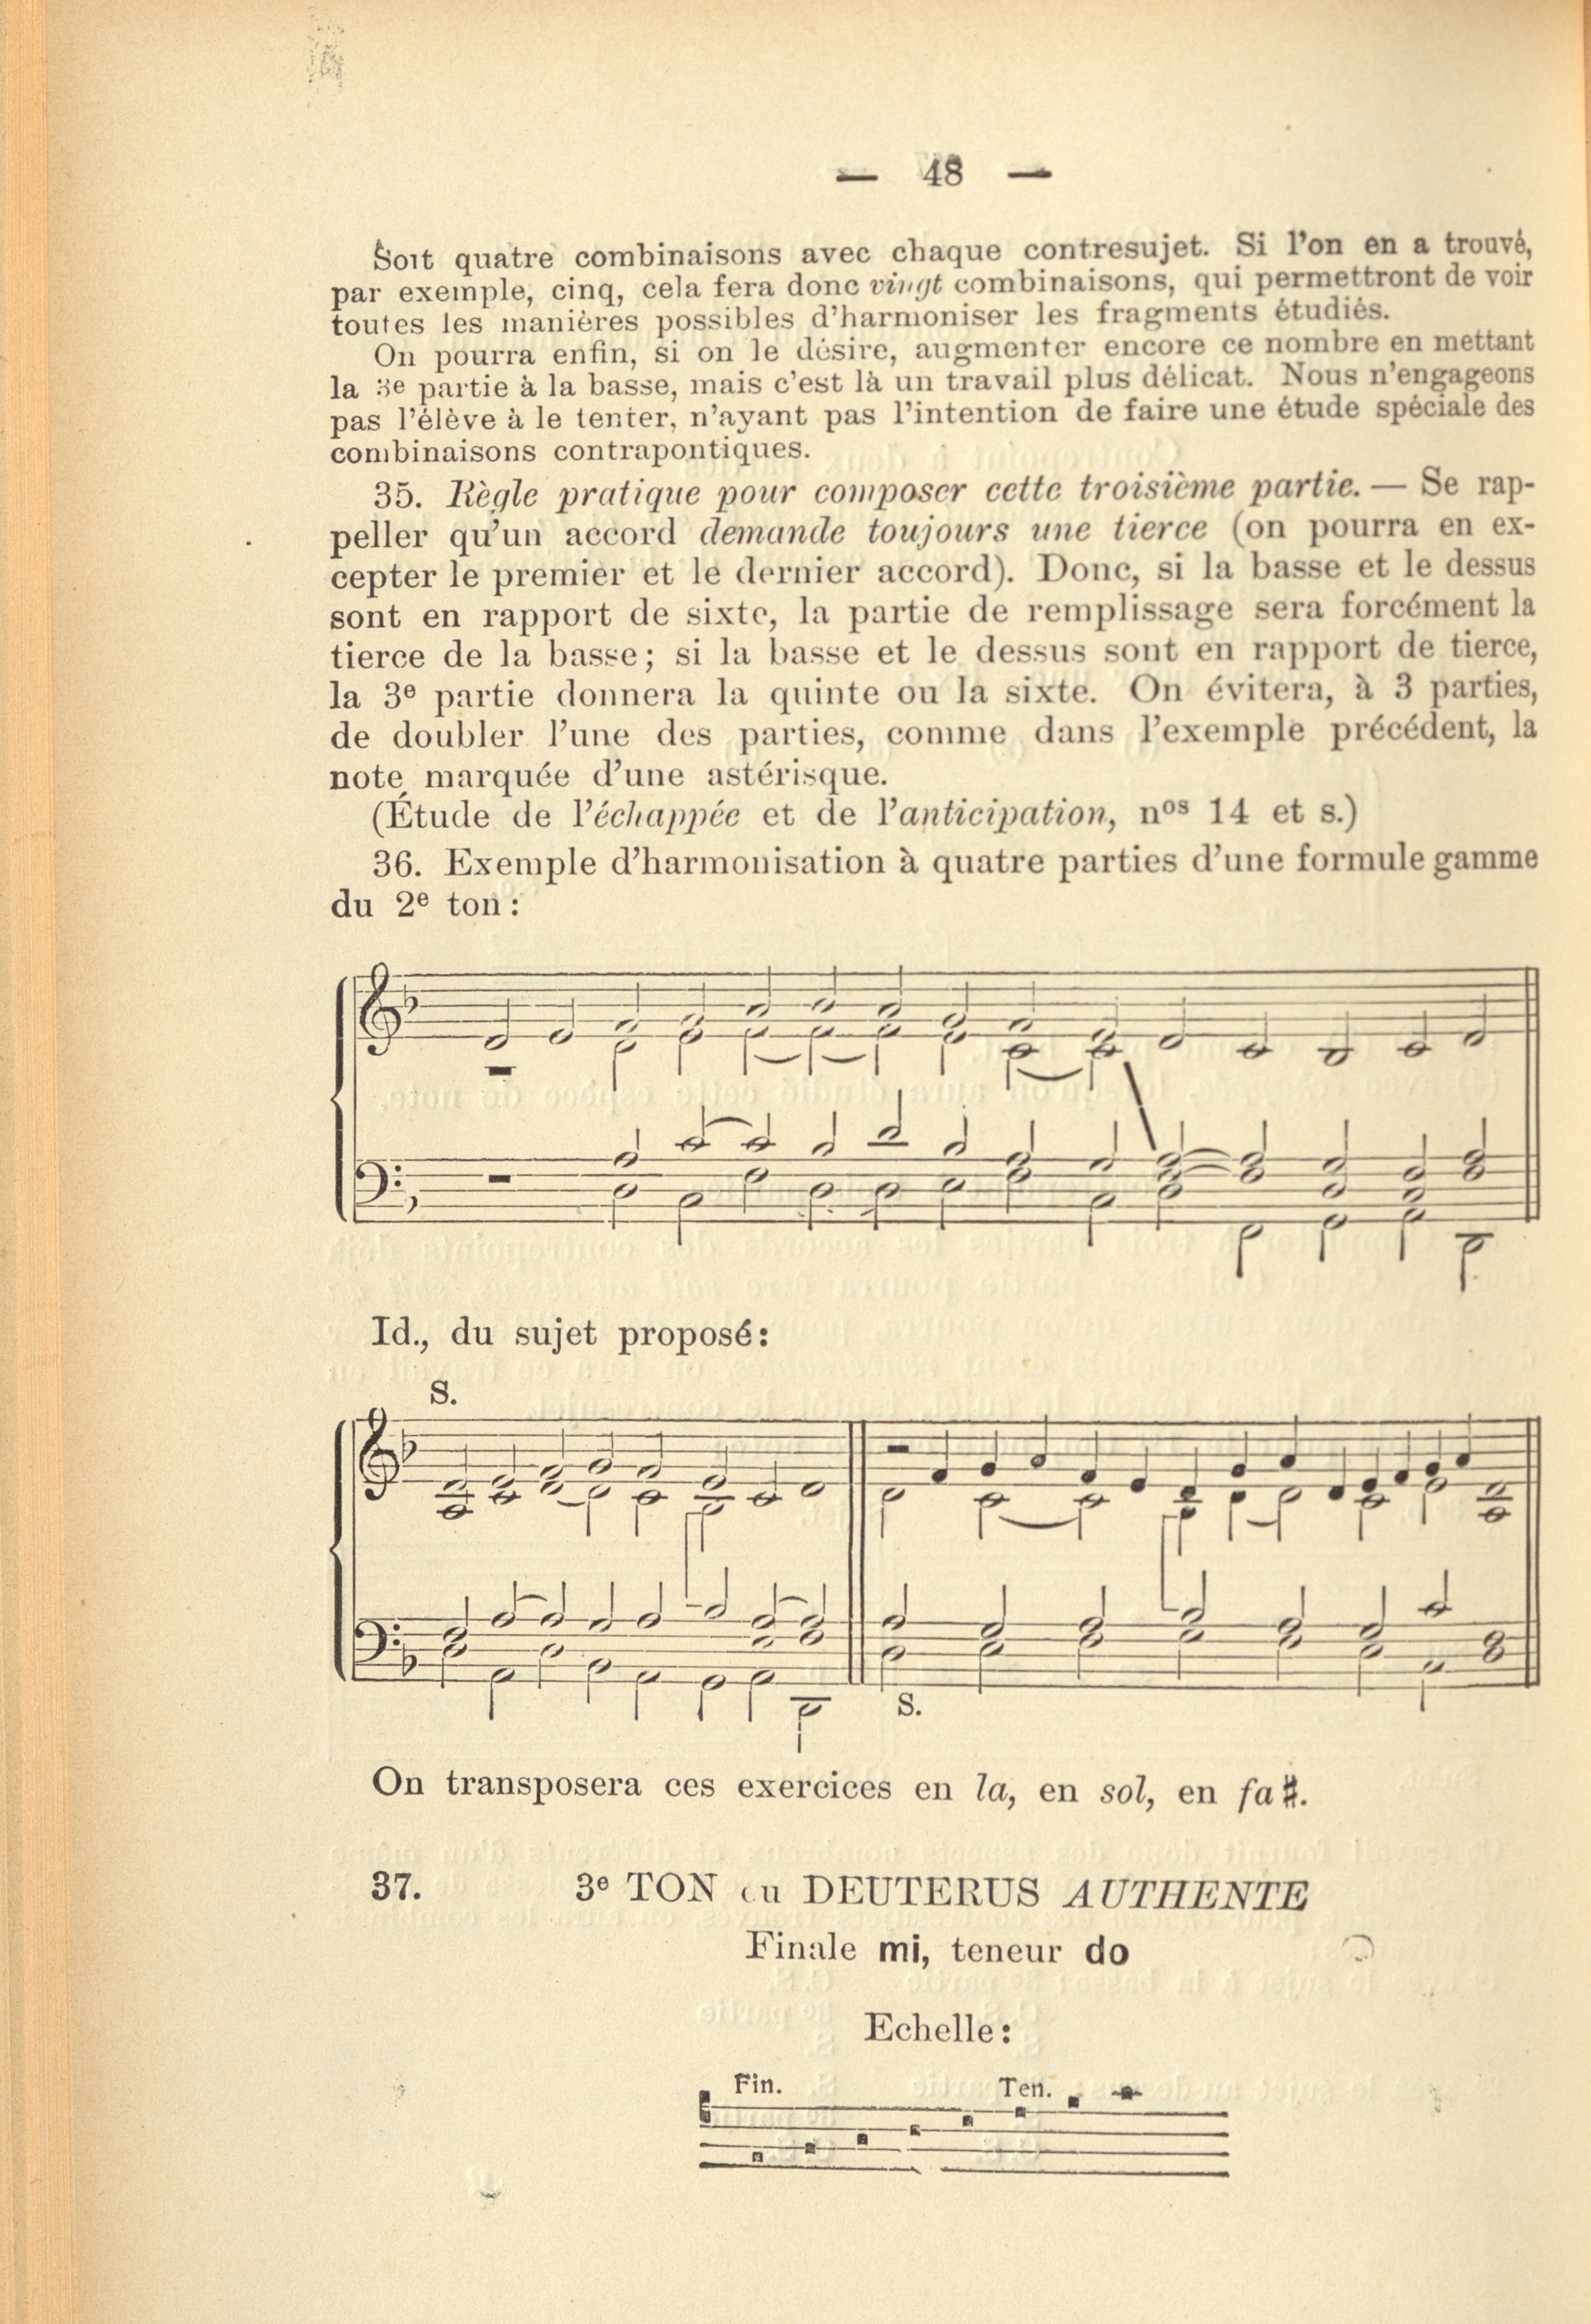 — 48 —
Soit quatre combinaisons avec chaque contresujet. Si l'on en a trouvé,
par exemple, cinq, cela fera donc vingt combinaisons, qui permettront de voir
toutes les manières possibles d'harmoniser les fragments étudiés.
On pourra enfin, si on le désire, augmenter encore ce nombre en mettant
la 3e partie à la basse, mais c'est là un travail plus délicat. Nous n'engageons
pas l'élève à le tenter, n'ayant pas l'intention de faire une étude spéciale des
combinaisons contrapontiques.
35. Règle pratique pour composer cette troisième partie. — Se rap-
peller qu'un accord demande toujours une tierce (on pourra en ex-
cepter le premier et le dernier accord). Donc, si la basse et le dessus
sont en rapport de sixte, la partie de remplissage sera forcément la
tierce de la basse; si la basse et le dessus sont en rapport de tierce,
la 3e partie donnera la quinte ou la sixte. On évitera, à 3 parties,
de doubler l'une des parties, comme dans l'exemple précédent, la
note marquée d'une astérisque.
(Étude de l'échappée et de l'anticipation, nos 14 et s.)
36. Exemple d'harmonisation à quatre parties d'une formule gamme
du 2e ton:
Id., du sujet proposé:
S.
S.
On transposera ces exercices en la, en sol, en fa ♯.
37. 3e TON ou DEUTERUS AUTHENTE
Finale mi, teneur do
Echelle:
Fin. Ten.